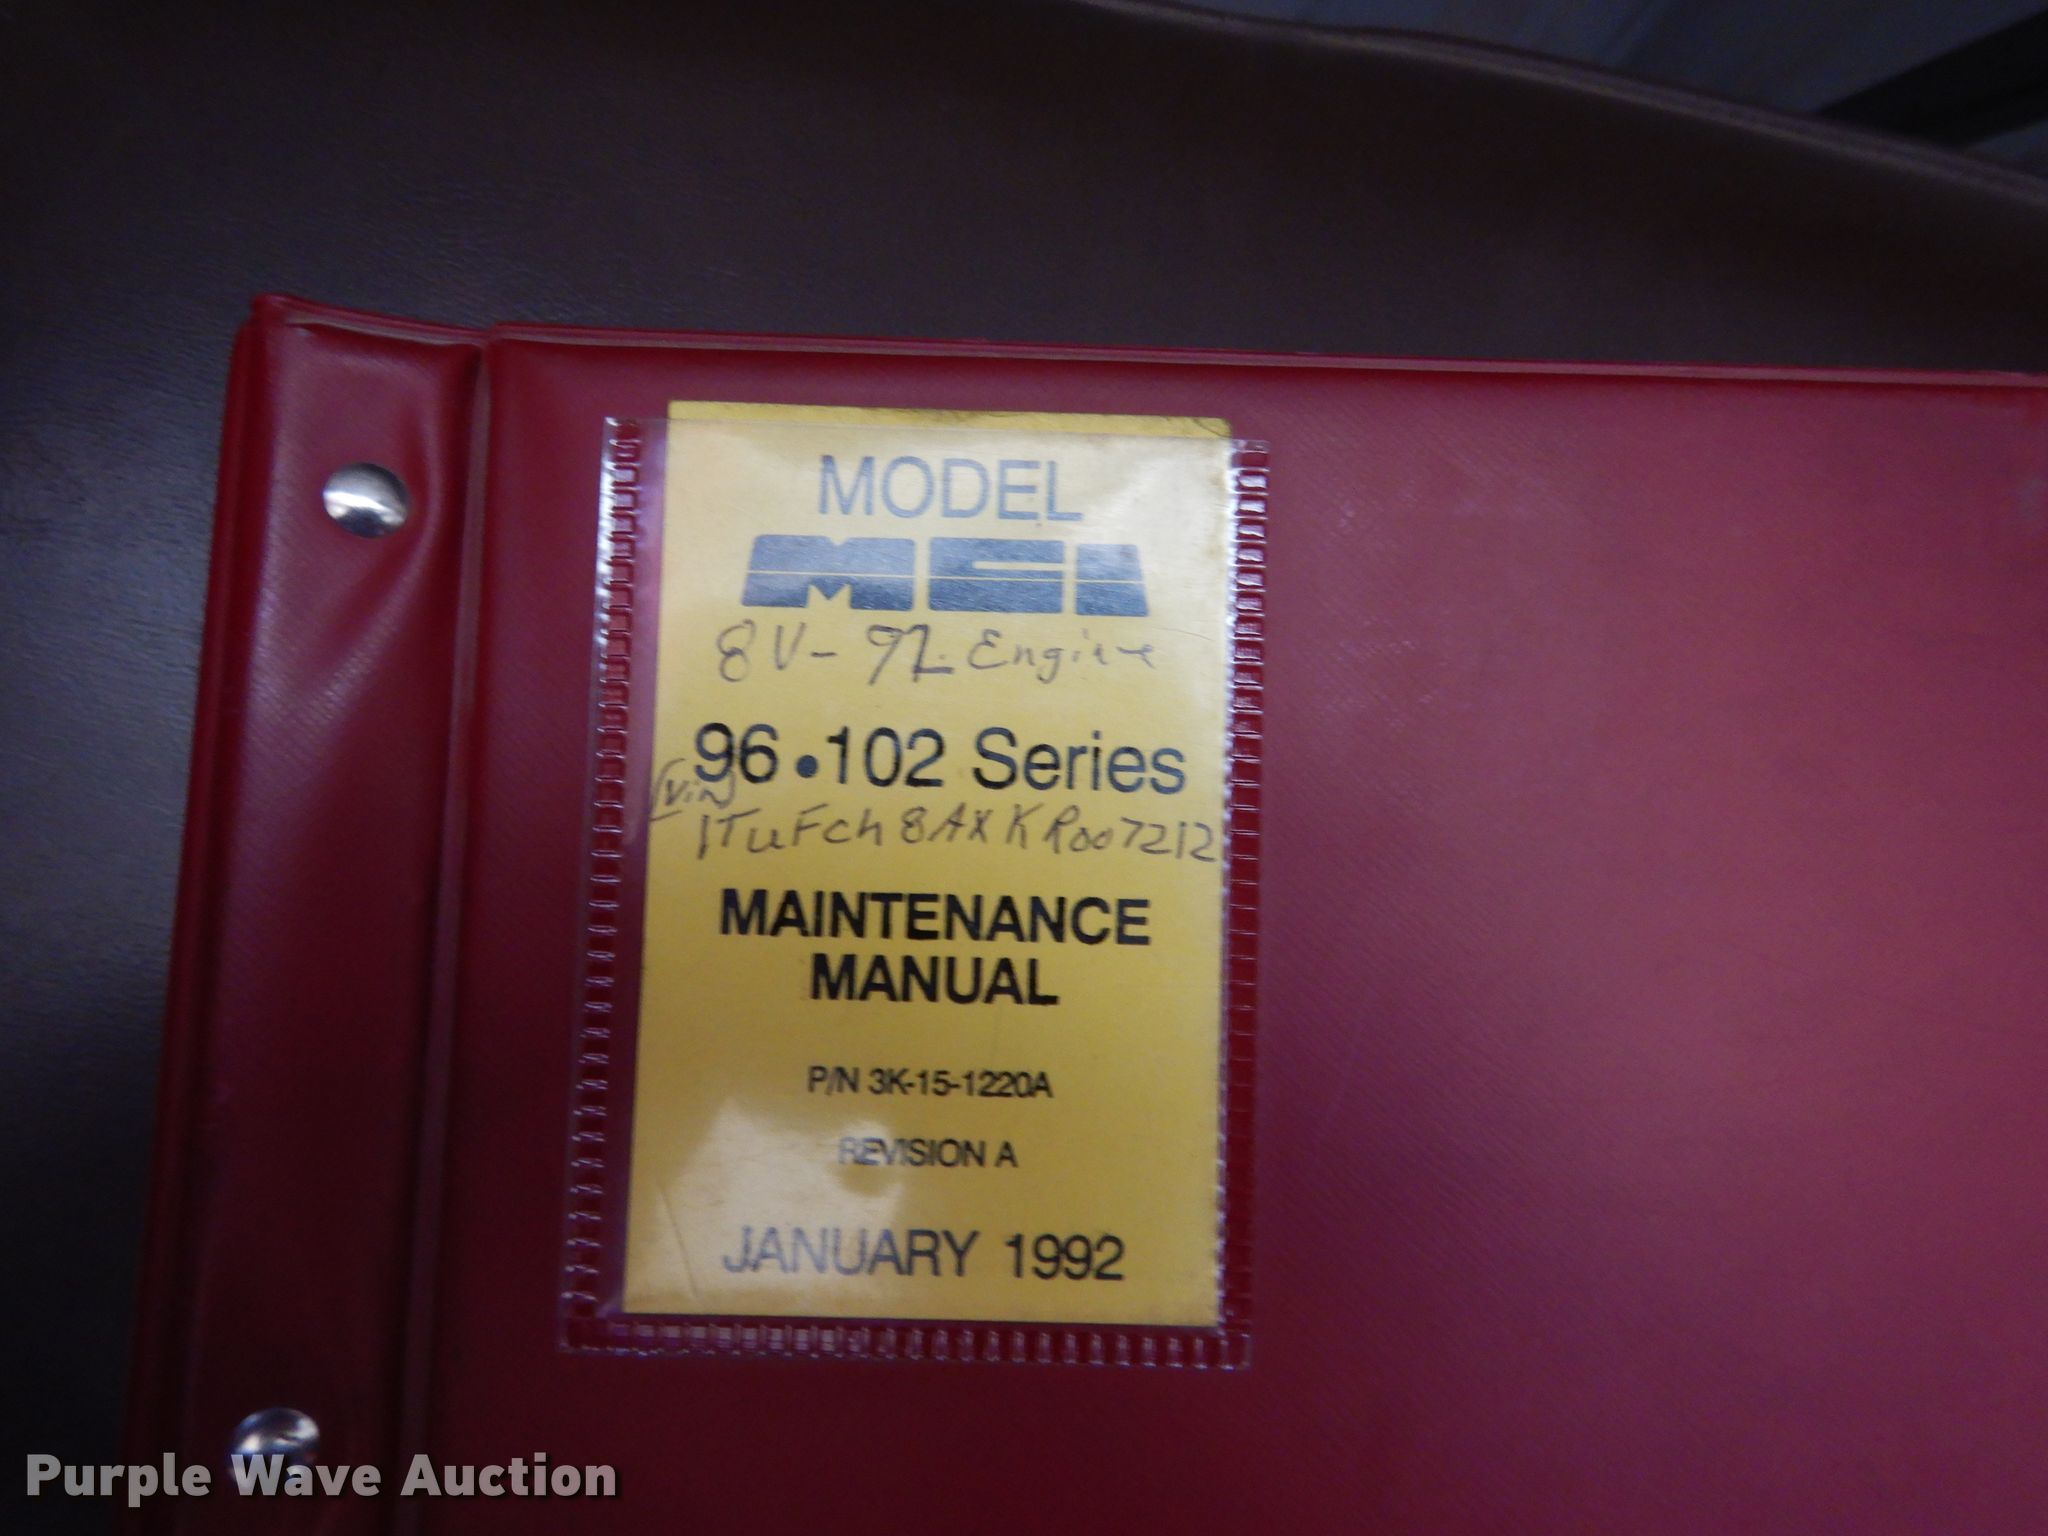 MODEL
MCI
8V-92 Engine
96•102 Series
Vin
1TuFch8AXKR007212
MAINTENANCE
MANUAL
P/N 3K-15-1220A
REVISION A
JANUARY 1992
Purple Wave Auction